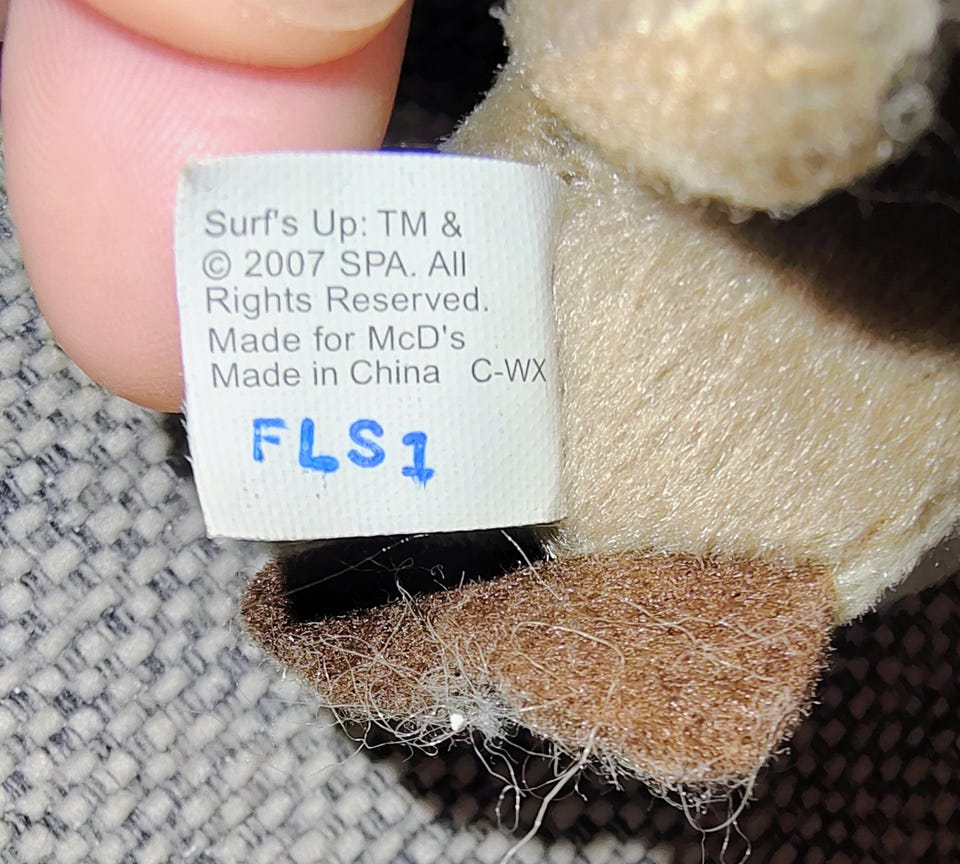 Surf's Up: TM &
© 2007 SPA. All
Rights Reserved.
Made for McD's
Made in China C-WX
FLS1